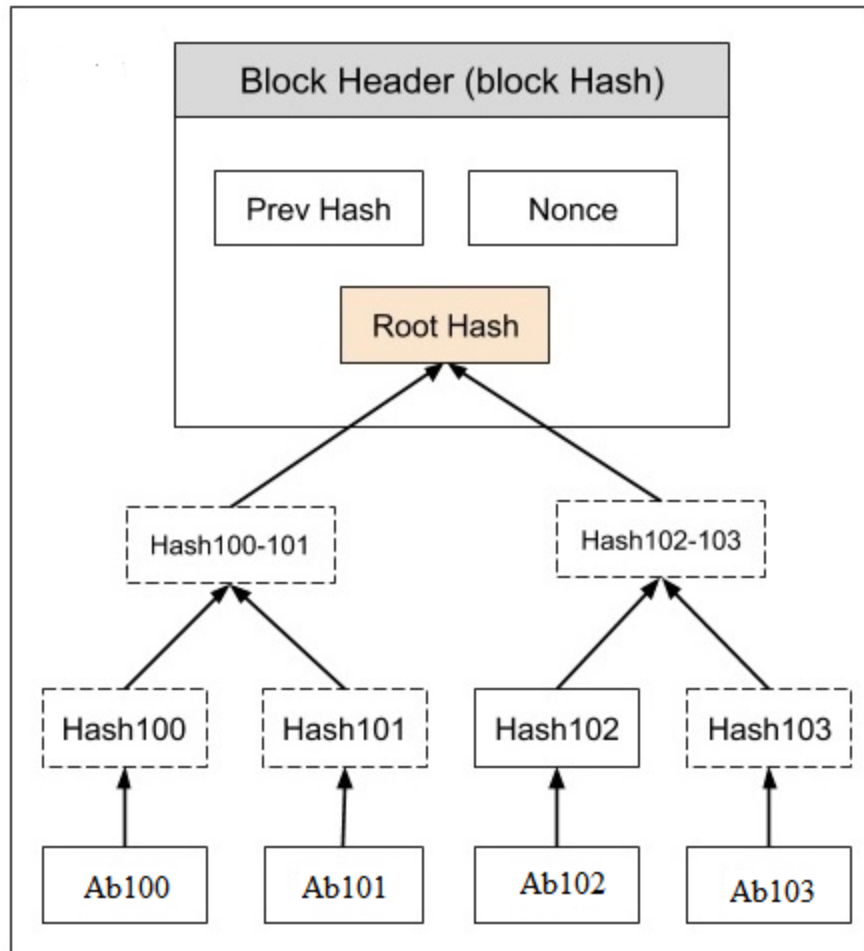 Block Header (block Hash)
Prev Hash
Nonce
Root Hash
Hash100-101
Hash102-103
Hash100
Hash101
Hash102
Hash103
Ab100
Ab101
Ab102
Ab103